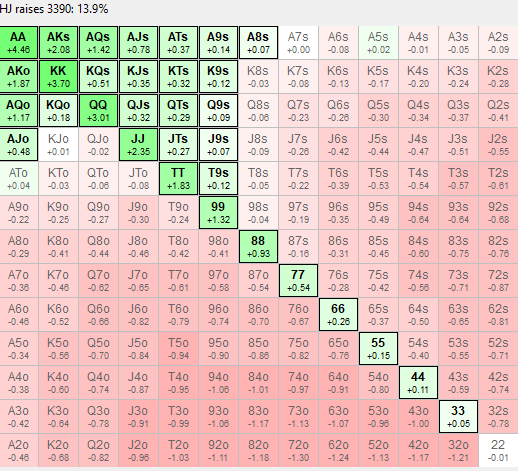 HJ raises 3390: 13.9%
AA AKs AQs AJs ATs A9s A8s A7s A6s A5s A4s A3s A2s
+4.46 +2.08 +1.42 +0.78 +0.37 +0.14 +0.07 -0.00 -0.08 +0.02 -0.01 -0.05 -0.09
AKo KK KQs KJs KTs K9s K8s K7s K6s K5s K4s K3s K2s
+1.87 +3.70 +0.51 +0.35 +0.32 +0.12 -0.03 -0.08 -0.13 -0.17 -0.20 -0.24 -0.28
AQo KQo QQ QJs QTs Q9s Q8s Q7s Q6s Q5s Q4s Q3s Q2s
+1.17 +0.18 +3.01 +0.32 +0.29 +0.09 -0.06 -0.23 -0.26 -0.30 -0.34 -0.37 -0.41
AJo KJo QJo JJ JTs J9s J8s J7s J6s J5s J4s J3s J2s
+0.48 +0.01 -0.02 +2.35 +0.27 +0.07 -0.09 -0.26 -0.42 -0.44 -0.47 -0.51 -0.55
ATo KTo QTo JTo TT T9s T8s T7s T6s T5s T4s T3s T2s
+0.04 -0.03 -0.06 -0.08 +1.83 +0.12 -0.05 -0.22 -0.39 -0.53 -0.54 -0.57 -0.61
A9o K9o Q9o J9o T9o 99 98s 97s 96s 95s 94s 93s 92s
-0.22 -0.25 -0.27 -0.30 -0.24 +1.32 -0.04 -0.19 -0.35 -0.49 -0.64 -0.64 -0.68
A8o K8o Q8o J8o T8o 98o 88 87s 86s 85s 84s 83s 82s
-0.29 -0.41 -0.44 -0.46 -0.42 -0.41 +0.93 -0.16 -0.31 -0.45 -0.60 -0.75 -0.76
A7o K7o Q7o J7o T7o 97o 87o 77 76s 75s 74s 73s 72s
-0.36 -0.46 -0.62 -0.65 -0.61 -0.58 -0.54 +0.54 -0.28 -0.42 -0.56 -0.71 -0.87
A6o K6o Q6o J6o T6o 96o 86o 76o 66 65s 64s 63s 62s
-0.46 -0.52 -0.66 -0.82 -0.79 -0.74 -0.70 -0.67 +0.26 -0.37 -0.50 -0.65 -0.81
A5o K5o Q5o J5o T5o 95o 85o 75o 65o 55 54s 53s 52s
-0.34 -0.56 -0.70 -0.84 -0.94 -0.90 -0.86 -0.82 -0.76 +0.15 -0.40 -0.55 -0.71
A4o K4o Q4o J4o T4o 94o 84o 74o 64o 54o 44 43s 42s
-0.38 -0.60 -0.74 -0.87 -0.95 -1.06 -1.01 -0.97 -0.91 -0.80 +0.11 -0.59 -0.74
A3o K3o Q3o J3o T3o 93o 83o 73o 63o 53o 43o 33 32s
-0.42 -0.64 -0.78 -0.91 -0.99 -1.06 -1.17 -1.13 -1.07 -0.96 -1.00 +0.05 -0.78
A2o K2o Q2o J2o T2o 92o 82o 72o 62o 52o 42o 32o 22
-0.46 -0.68 -0.82 -0.96 -1.03 -1.11 -1.18 -1.30 -1.24 -1.13 -1.17 -1.21 -0.01